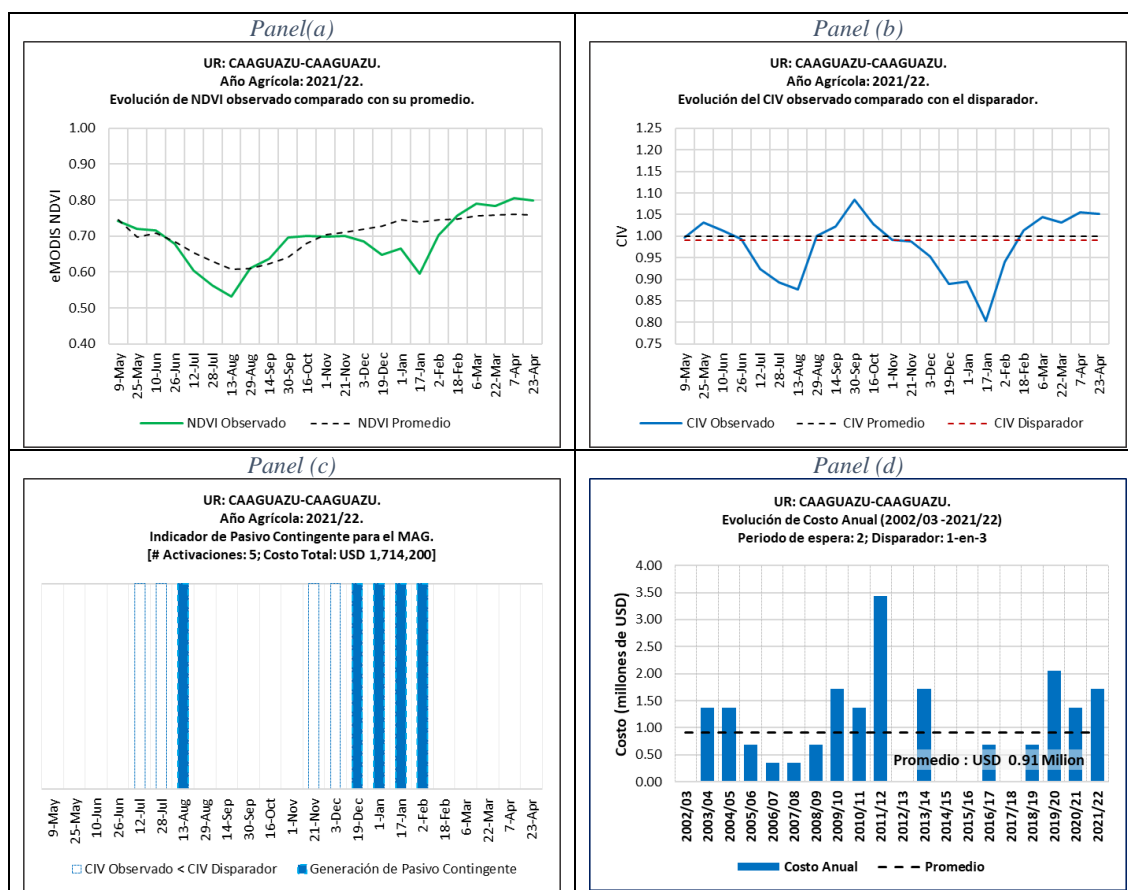 Panel(a)
UR: CAAGUAZU-CAAGUAZU.
Año Agrícola: 2021/22.
Evolución de NDVI observado comparado con su promedio.
eMODIS NDVI
1.00
0.90
0.80
0.70
0.60
0.50
0.40
9-May
25-May
10-Jun
26-Jun
12-Jul
28-Jul
13-Aug
29-Aug
14-Sep
30-Sep
16-Oct
1-Nov
21-Nov
3-Dec
19-Dec
1-Jan
17-Jan
2-Feb
18-Feb
6-Mar
22-Mar
7-Apr
23-Apr
NDVI Observado
NDVI Promedio
Panel (b)
UR: CAAGUAZU-CAAGUAZU.
Año Agrícola: 2021/22.
Evolución del CIV observado comparado con el disparador.
CIV
1.25
1.20
1.15
1.10
1.05
1.00
0.95
0.90
0.85
0.80
0.75
9-May
25-May
10-Jun
26-Jun
12-Jul
28-Jul
13-Aug
29-Aug
14-Sep
30-Sep
16-Oct
1-Nov
21-Nov
3-Dec
19-Dec
1-Jan
17-Jan
2-Feb
18-Feb
6-Mar
22-Mar
7-Apr
23-Apr
CIV Observado
CIV Promedio
CIV Disparador
Panel (c)
UR: CAAGUAZU-CAAGUAZU.
Año Agrícola: 2021/22.
Indicador de Pasivo Contingente para el MAG.
[# Activaciones: 5; Costo Total: USD 1,714,200]
9-May
25-May
10-Jun
26-Jun
12-Jul
28-Jul
13-Aug
29-Aug
14-Sep
30-Sep
16-Oct
1-Nov
21-Nov
3-Dec
19-Dec
1-Jan
17-Jan
2-Feb
18-Feb
6-Mar
22-Mar
7-Apr
23-Apr
CIV Observado < CIV Disparador
Generación de Pasivo Contingente
Panel (d)
UR: CAAGUAZU-CAAGUAZU.
Evolución de Costo Anual (2002/03 -2021/22)
Periodo de espera: 2; Disparador: 1-en-3
Costo (millones de USD)
4.00
3.50
3.00
2.50
2.00
1.50
1.00
0.50
0.00
Promedio : USD 0.91 Milion
2002/03
2003/04
2004/05
2005/06
2006/07
2007/08
2008/09
2009/10
2010/11
2011/12
2012/13
2013/14
2014/15
2015/16
2016/17
2017/18
2018/19
2019/20
2020/21
2021/22
Costo Anual
Promedio